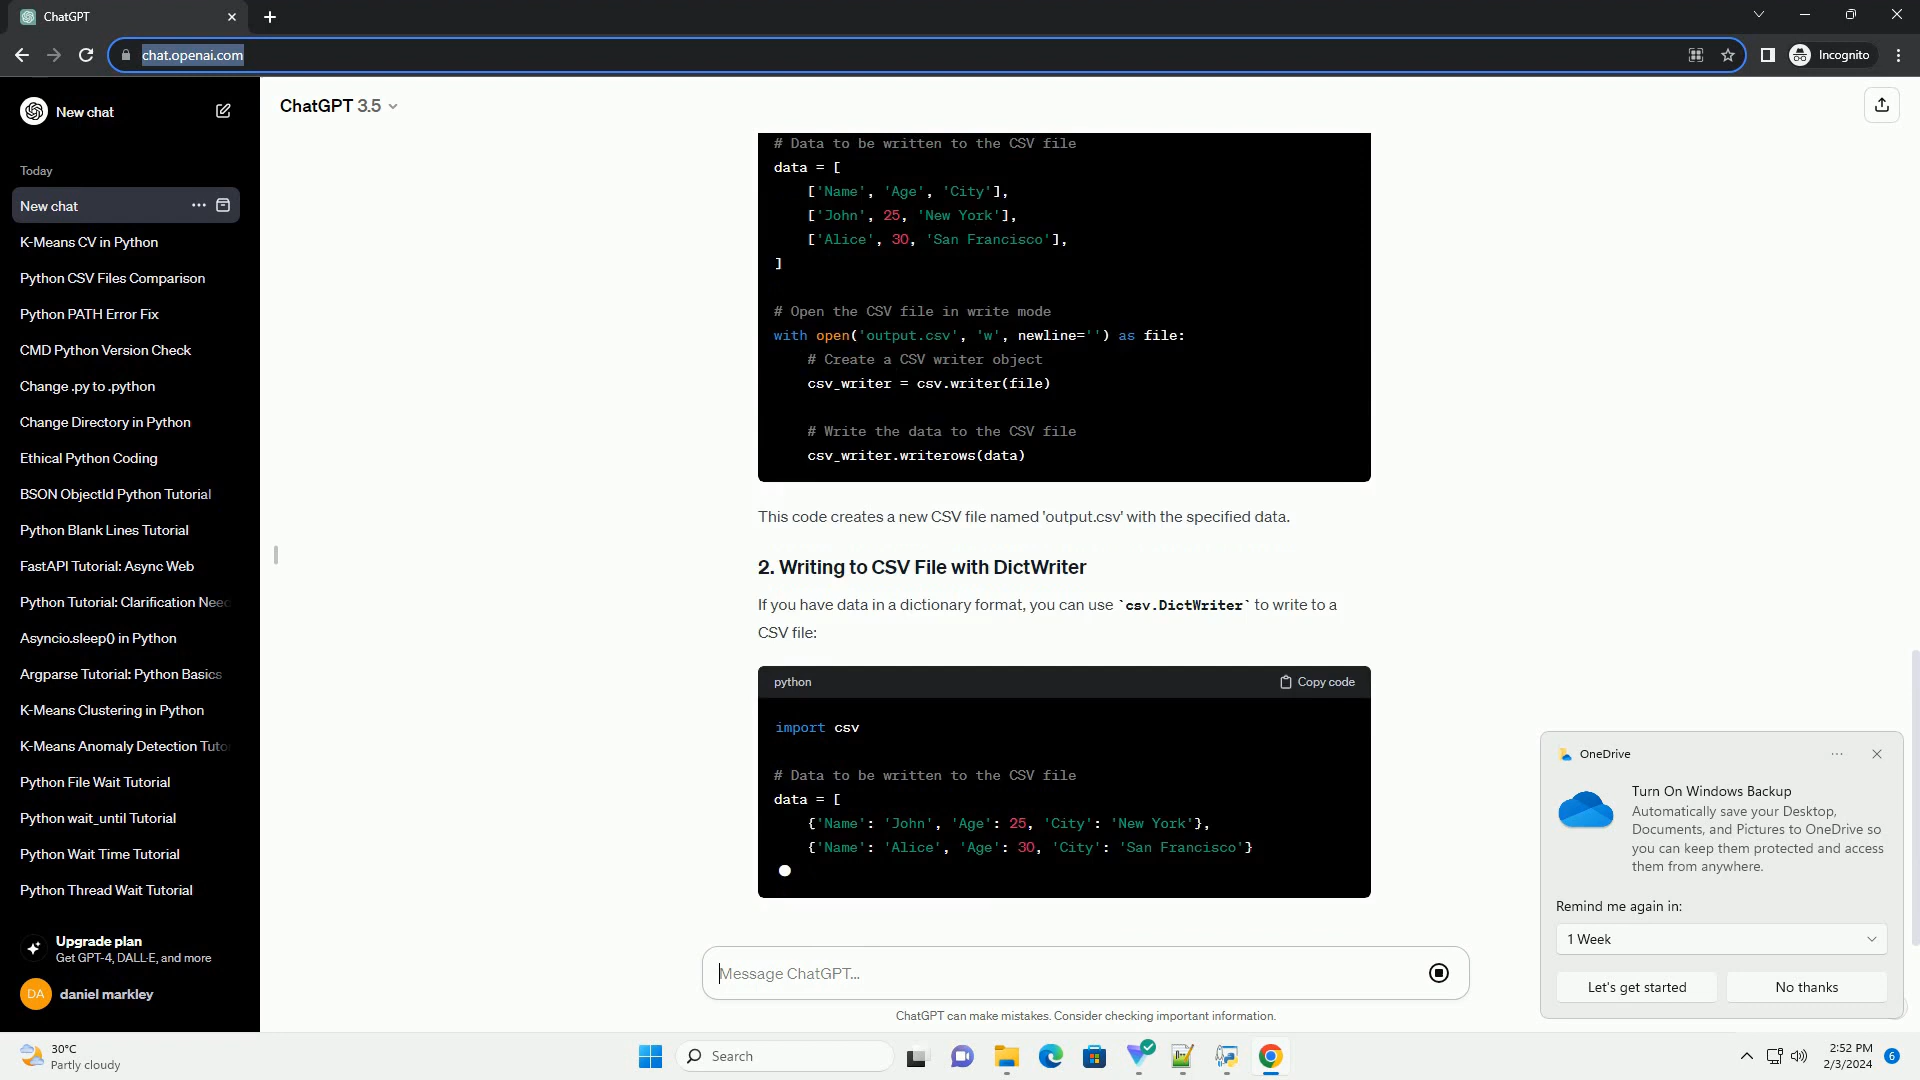 ChatGPT
chat.openai.com
Incognito
New chat
Today
New chat
K-Means CV in Python
Python CSV Files Comparison
Python PATH Error Fix
CMD Python Version Check
Change .py to .python
Change Directory in Python
Ethical Python Coding
BSON ObjectId Python Tutorial
Python Blank Lines Tutorial
FastAPI Tutorial: Async Web
Python Tutorial: Clarification Need
Asyncio.sleep() in Python
Argparse Tutorial: Python Basics
K-Means Clustering in Python
K-Means Anomaly Detection Tuto
Python File Wait Tutorial
Python wait_until Tutorial
Python Wait Time Tutorial
Python Thread Wait Tutorial
Upgrade plan
Get GPT-4, DALL·E, and more
DA
daniel markley
ChatGPT 3.5
# Data to be written to the CSV file
data = [
['Name', 'Age', 'City'],
['John', 25, 'New York'],
['Alice', 30, 'San Francisco'],
]
# Open the CSV file in write mode
with open('output.csv', 'w', newline='') as file:
# Create a CSV writer object
csv_writer = csv.writer(file)
# Write the data to the CSV file
csv_writer.writerows(data)
This code creates a new CSV file named 'output.csv' with the specified data.
2. Writing to CSV File with DictWriter
If you have data in a dictionary format, you can use `csv.DictWriter` to write to a
CSV file:
python
Copy code
import csv
# Data to be written to the CSV file
data = [
{'Name': 'John', 'Age': 25, 'City': 'New York'},
{'Name': 'Alice', 'Age': 30, 'City': 'San Francisco'}
Message ChatGPT...
ChatGPT can make mistakes. Consider checking important information.
OneDrive
Turn On Windows Backup
Automatically save your Desktop,
Documents, and Pictures to OneDrive so
you can keep them protected and access
them from anywhere.
Remind me again in:
1 Week
Let's get started
No thanks
30°C
Partly cloudy
Search
2:52 PM
2/3/2024
6